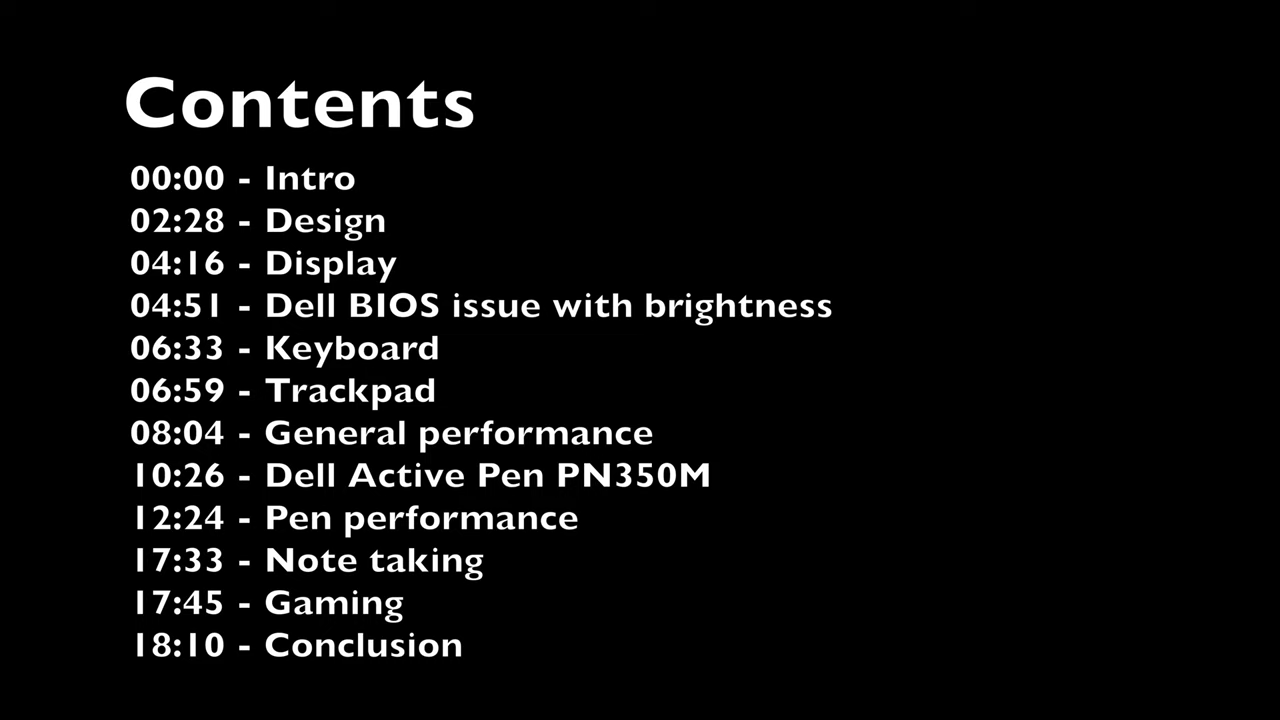 Contents
00:00 - Intro
02:28 - Design
04:16 - Display
04:51 - Dell BIOS issue with brightness
06:33 - Keyboard
06:59 - Trackpad
08:04 - General performance
10:26 - Dell Active Pen PN350M
12:24 - Pen performance
17:33 - Note taking
17:45 - Gaming
18:10 - Conclusion